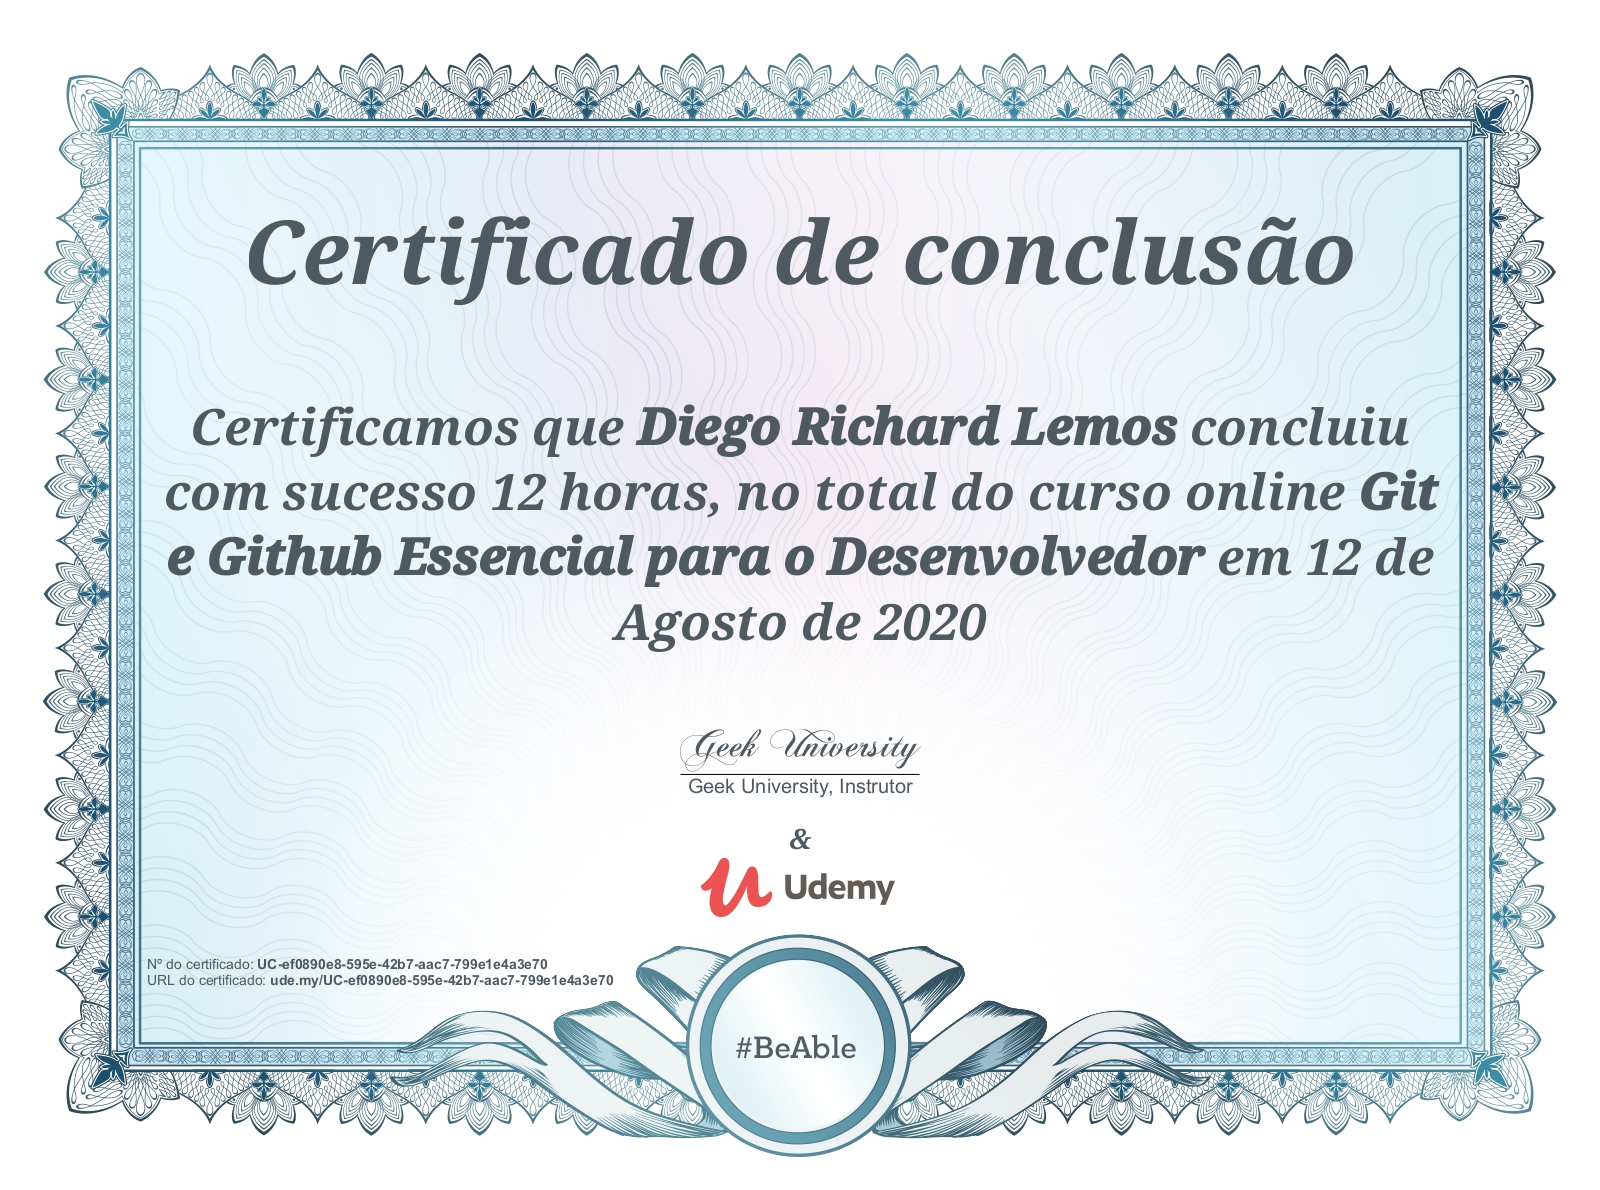 Certificado de conclusão
Certificamos que Diego Richard Lemos concluiu
com sucesso 12 horas, no total do curso online Git
e Github Essencial para o Desenvolvedor em 12 de
Agosto de 2020
Geek University
Geek University, Instrutor
&
Udemy
Nº do certificado: UC-ef0890e8-595e-42b7-aac7-799e1e4a3e70
URL do certificado: ude.my/UC-ef0890e8-595e-42b7-aac7-799e1e4a3e70
#BeAble